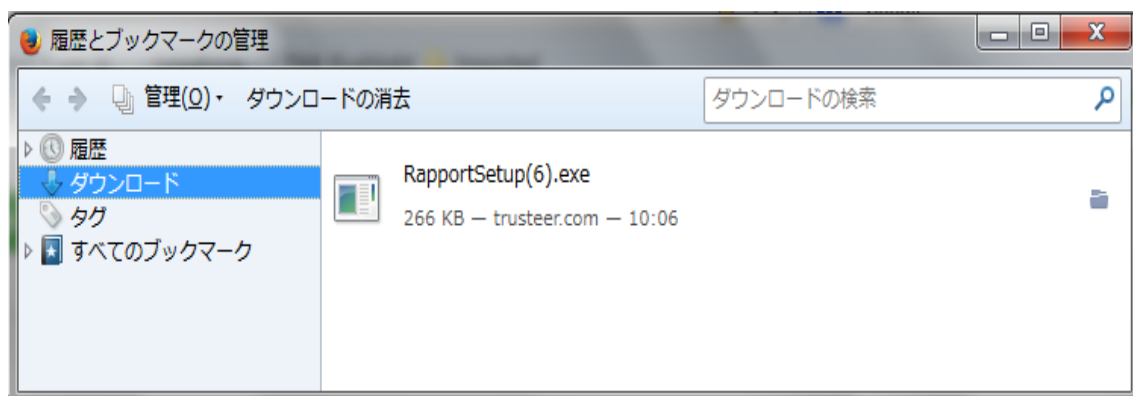 履歴とブックマークの管理
管理(O)・ ダウンロードの消去 ダウンロードの検索
履歴
ダウンロード
タグ
すべてのブックマーク
RapportSetup(6).exe
266 KB — trusteer.com — 10:06